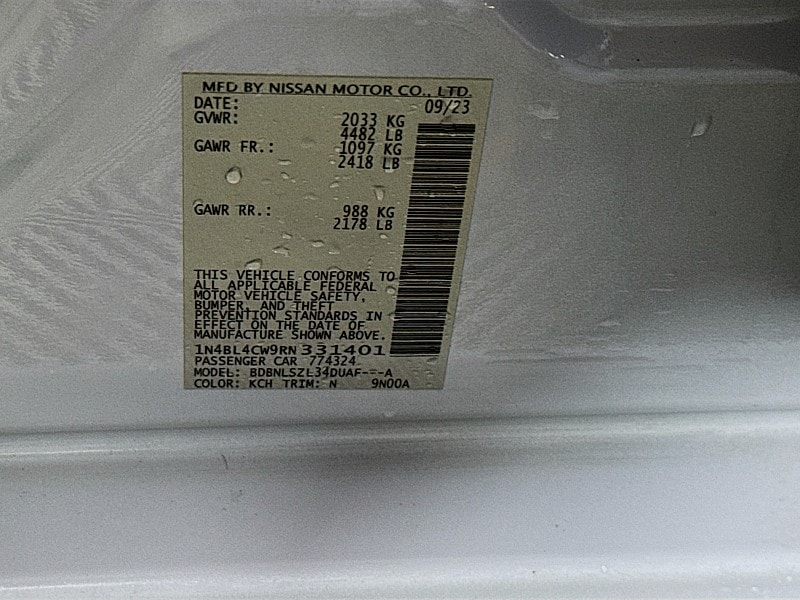 MFD BY NISSAN MOTOR CO., LTD.
DATE: 09/23
GVWR: 2033 KG
4482 LB
GAWR FR.: 1097 KG
2418 LB
GAWR RR.: 988 KG
2178 LB
THIS VEHICLE CONFORMS TO
ALL APPLICABLE FEDERAL
MOTOR VEHICLE SAFETY,
BUMPER, AND THEFT
PREVENTION STANDARDS IN
EFFECT ON THE DATE OF
MANUFACTURE SHOWN ABOVE.
1N4BL4CW9RN331401
PASSENGER CAR 774324
MODEL: BDBNLSZL34DUAF---A
COLOR: KCH TRIM: N 9N00A